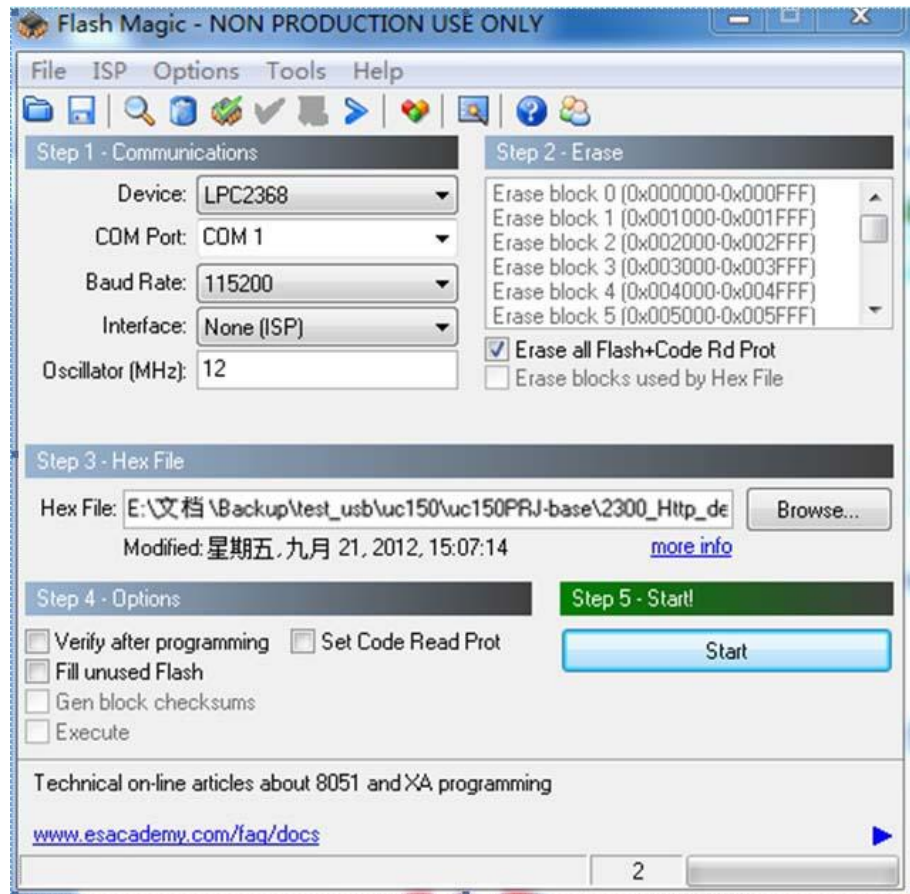 Flash Magic - NON PRODUCTION USE ONLY
File ISP Options Tools Help
Step 1 - Communications
Device: LPC2368
COM Port: COM 1
Baud Rate: 115200
Interface: None (ISP)
Oscillator (MHz): 12
Step 2 - Erase
Erase block 0 (0x000000-0x000FFF)
Erase block 1 (0x001000-0x001FFF)
Erase block 2 (0x002000-0x002FFF)
Erase block 3 (0x003000-0x003FFF)
Erase block 4 (0x004000-0x004FFF)
Erase block 5 (0x005000-0x005FFF)
Erase all Flash+Code Rd Prot
Erase blocks used by Hex File
Step 3 - Hex File
Hex File: E:\文档\Backup\test_usb\uc150\uc150PRJ-base\2300_Http_de Browse...
Modified: 星期五, 九月 21, 2012, 15:07:14 more info
Step 4 - Options
Verify after programming Set Code Read Prot
Fill unused Flash
Gen block checksums
Execute
Step 5 - Start!
Start
Technical on-line articles about 8051 and XA programming
www.esacademy.com/faq/docs
2